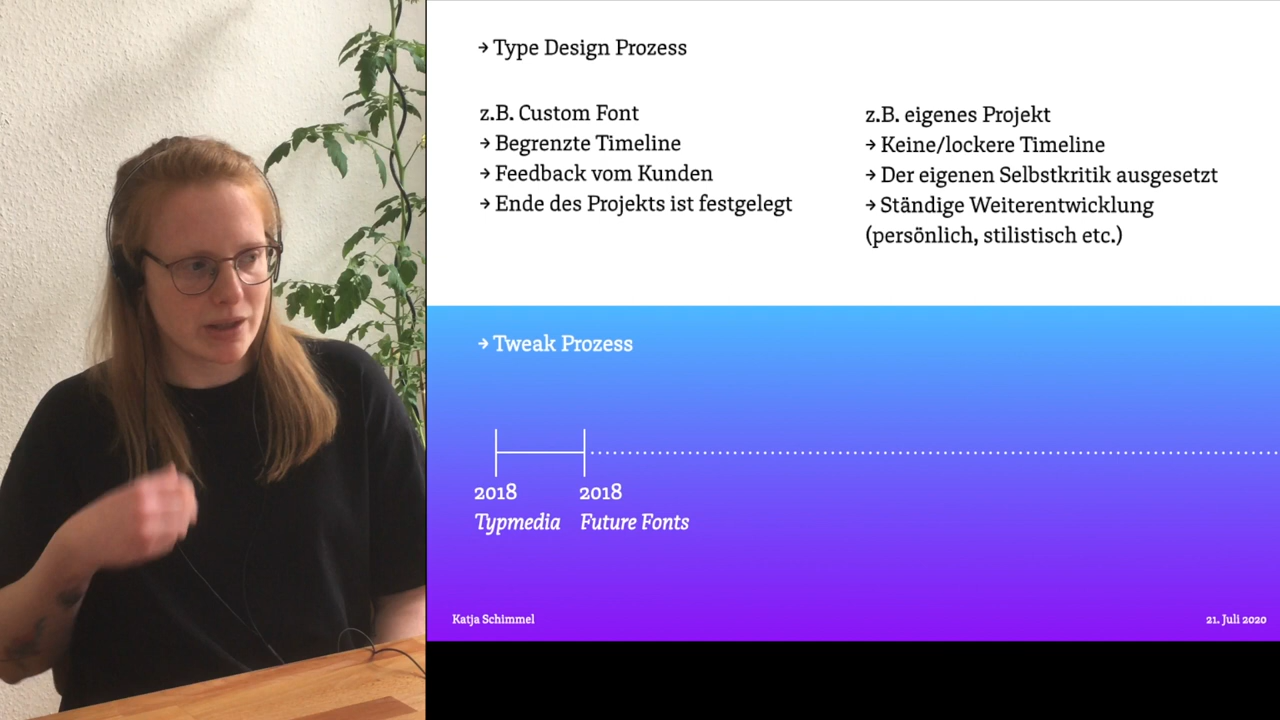 → Type Design Prozess
z.B. Custom Font
→ Begrenzte Timeline
→ Feedback vom Kunden
→ Ende des Projekts ist festgelegt
z.B. eigenes Projekt
→ Keine/lockere Timeline
→ Der eigenen Selbstkritik ausgesetzt
→ Ständige Weiterentwicklung
(persönlich, stilistisch etc.)
→ Tweak Prozess
2018
Typmedia
2018
Future Fonts
Katja Schimmel
21. Juli 2020